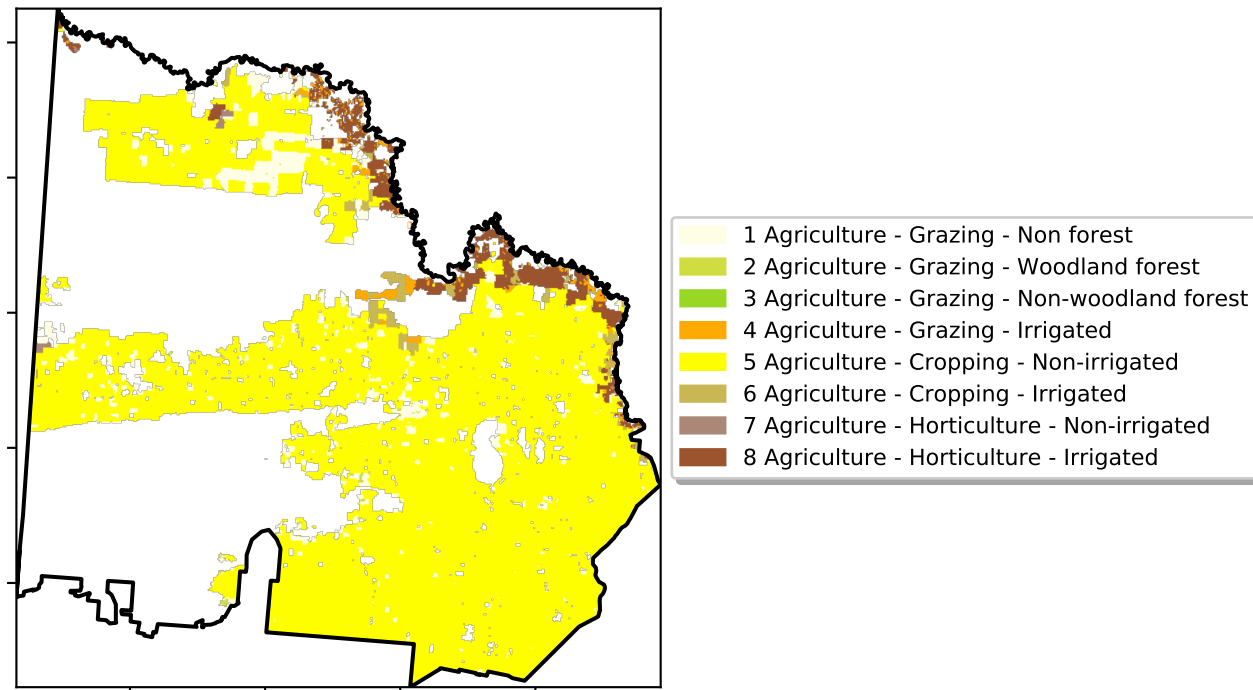 1 Agriculture - Grazing - Non forest
2 Agriculture - Grazing - Woodland forest
3 Agriculture - Grazing - Non-woodland forest
4 Agriculture - Grazing - Irrigated
5 Agriculture - Cropping - Non-irrigated
6 Agriculture - Cropping - Irrigated
7 Agriculture - Horticulture - Non-irrigated
8 Agriculture - Horticulture - Irrigated